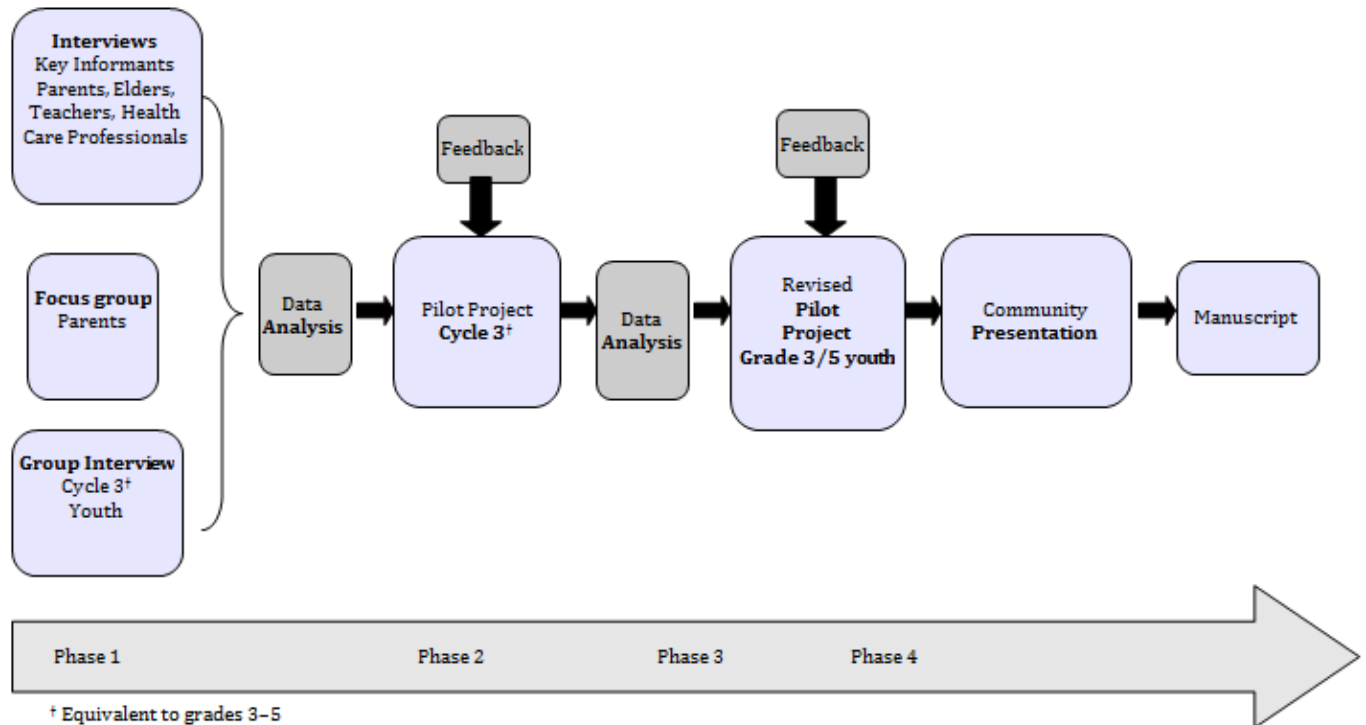 Interviews
Key Informants
Parents, Elders,
Teachers, Health
Care Professionals
Focus group
Parents
Group Interview
Cycle 3†
Youth
Data
Analysis
Feedback
Pilot Project
Cycle 3†
Data
Analysis
Feedback
Revised
Pilot
Project
Grade 3/5 youth
Community
Presentation
Manuscript
Phase 1
Phase 2
Phase 3
Phase 4
† Equivalent to grades 3–5